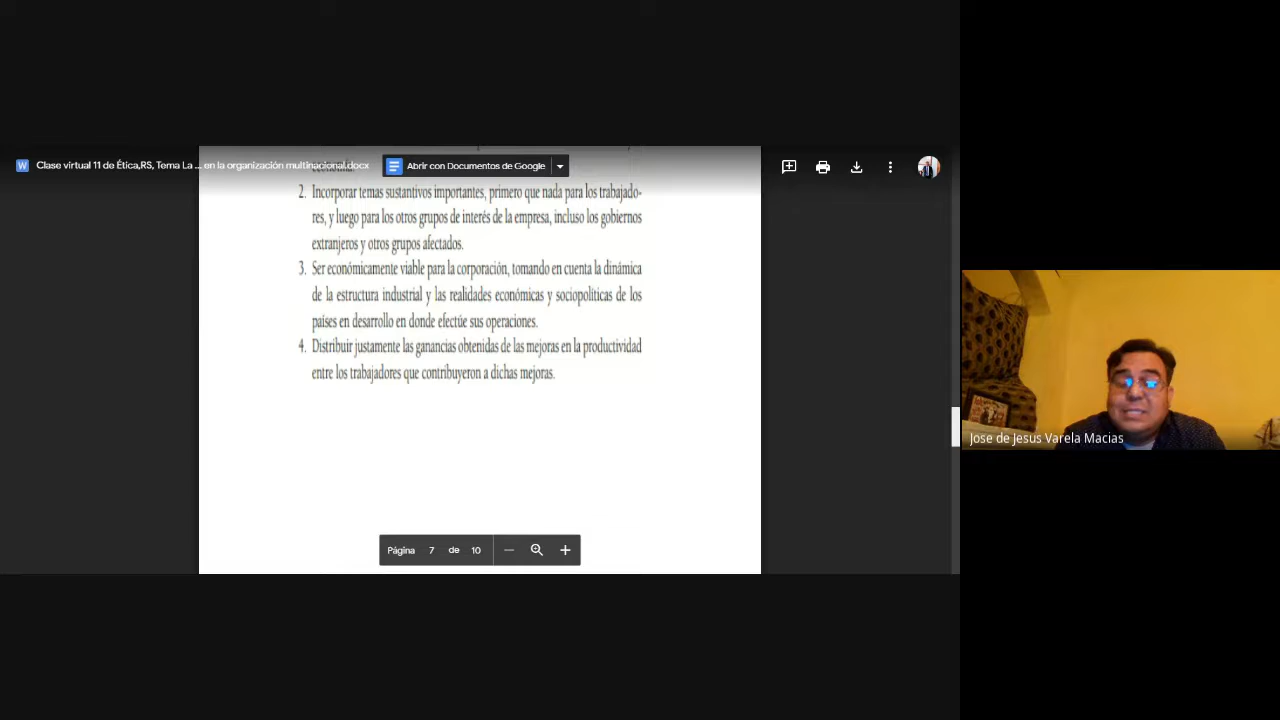 Clase virtual 11 de Ética,RS, Tema La ... en la organización multinacional.docx
Abrir con Documentos de Google
2. Incorporar temas sustantivos importantes, primero que nada para los trabajado-
res, y luego para los otros grupos de interés de la empresa, incluso los gobiernos
extranjeros y otros grupos afectados.
3. Ser económicamente viable para la corporación, tomando en cuenta la dinámica
de la estructura industrial y las realidades económicas y sociopolíticas de los
países en desarrollo en donde efectúe sus operaciones.
4. Distribuir justamente las ganancias obtenidas de las mejoras en la productividad
entre los trabajadores que contribuyeron a dichas mejoras.
Página 7 de 10
Jose de Jesus Varela Macias